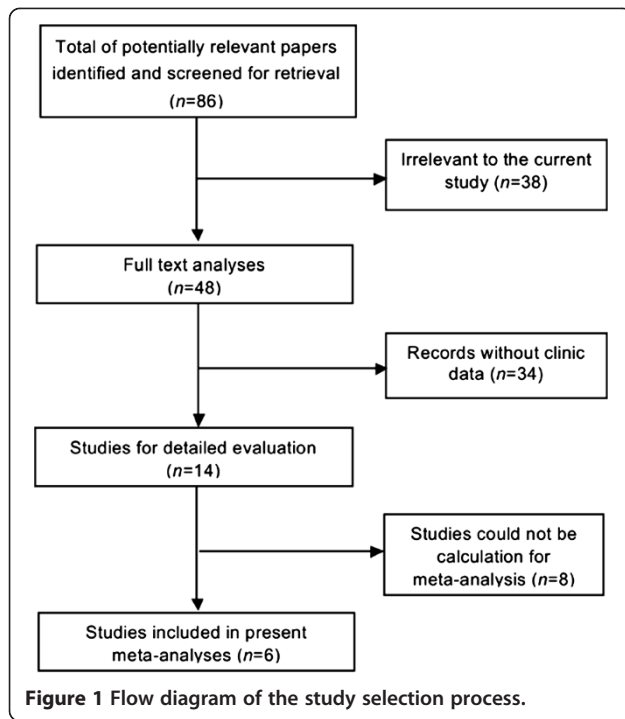 Total of potentially relevant papers
identified and screened for retrieval
(n=86)
Irrelevant to the current
study (n=38)
Full text analyses
(n=48)
Records without clinic
data (n=34)
Studies for detailed evaluation
(n=14)
Studies could not be
calculation for
meta-analysis (n=8)
Studies included in present
meta-analyses (n=6)
Figure 1 Flow diagram of the study selection process.